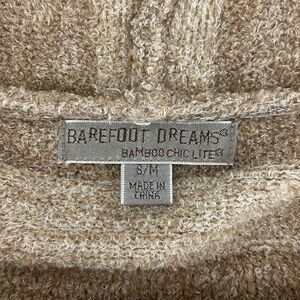 BAREFOOT DREAMS®
BAMBOO CHIC LITE®
S/M
MADE IN
CHINA